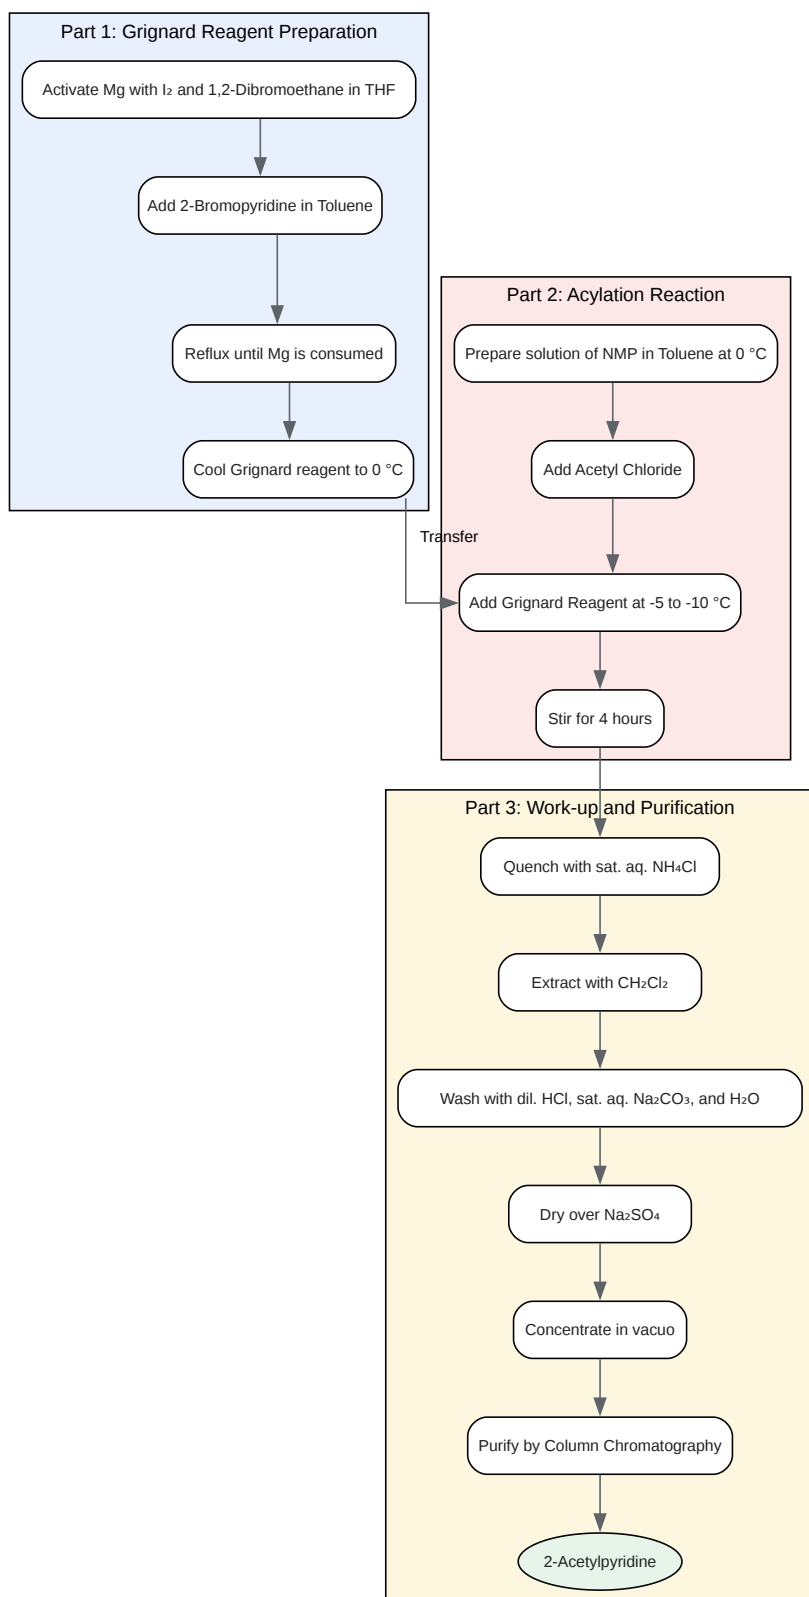 Part 1: Grignard Reagent Preparation
Activate Mg with I₂ and 1,2-Dibromoethane in THF
Add 2-Bromopyridine in Toluene
Reflux until Mg is consumed
Cool Grignard reagent to 0 °C
Transfer
Part 2: Acylation Reaction
Prepare solution of NMP in Toluene at 0 °C
Add Acetyl Chloride
Add Grignard Reagent at -5 to -10 °C
Stir for 4 hours
Part 3: Work-up and Purification
Quench with sat. aq. NH₄Cl
Extract with CH₂Cl₂
Wash with dil. HCl, sat. aq. Na₂CO₃, and H₂O
Dry over Na₂SO₄
Concentrate in vacuo
Purify by Column Chromatography
2-Acetylpyridine